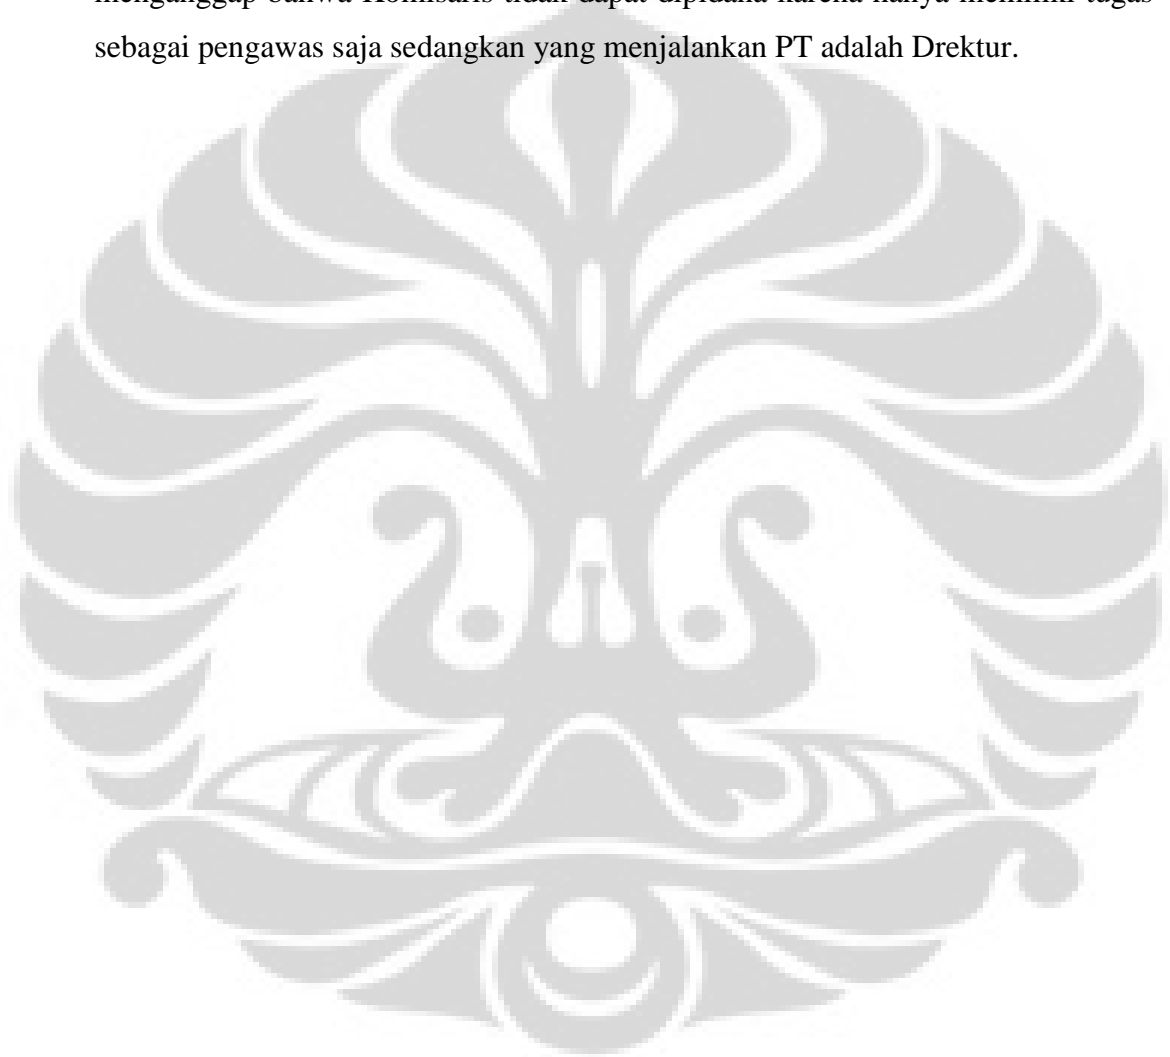 menganggap bahwa Komisaris tidak dapat dipidana karena hanya memiliki tugas
sebagai pengawas saja sedangkan yang menjalankan PT adalah Drektur.